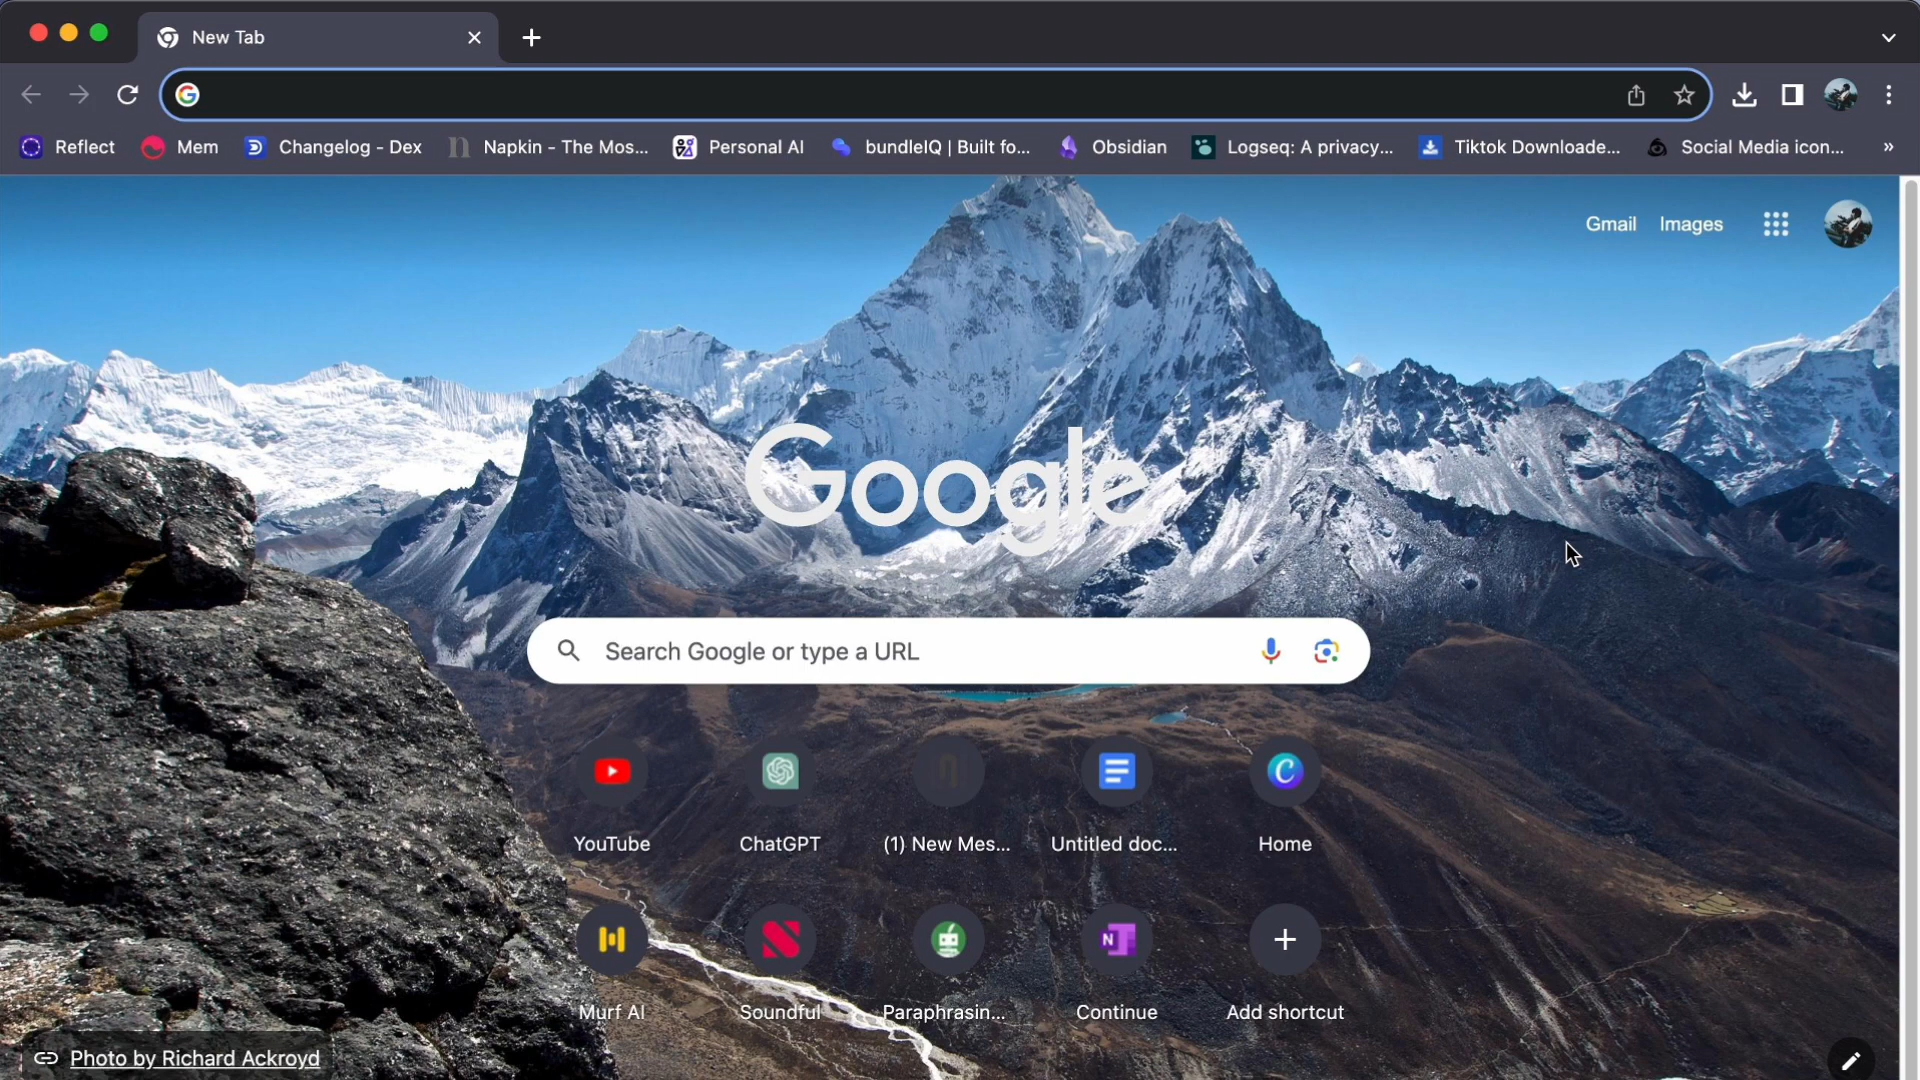 New Tab
Reflect Mem Changelog - Dex Napkin - The Mos... Personal AI bundleIQ | Built fo... Obsidian Logseq: A privacy... Tiktok Downloade... Social Media icon... »
Gmail Images
Google
Search Google or type a URL
YouTube ChatGPT (1) New Mes... Untitled doc... Home
Murf AI Soundful Paraphrasin... Continue Add shortcut
Photo by Richard Ackroyd